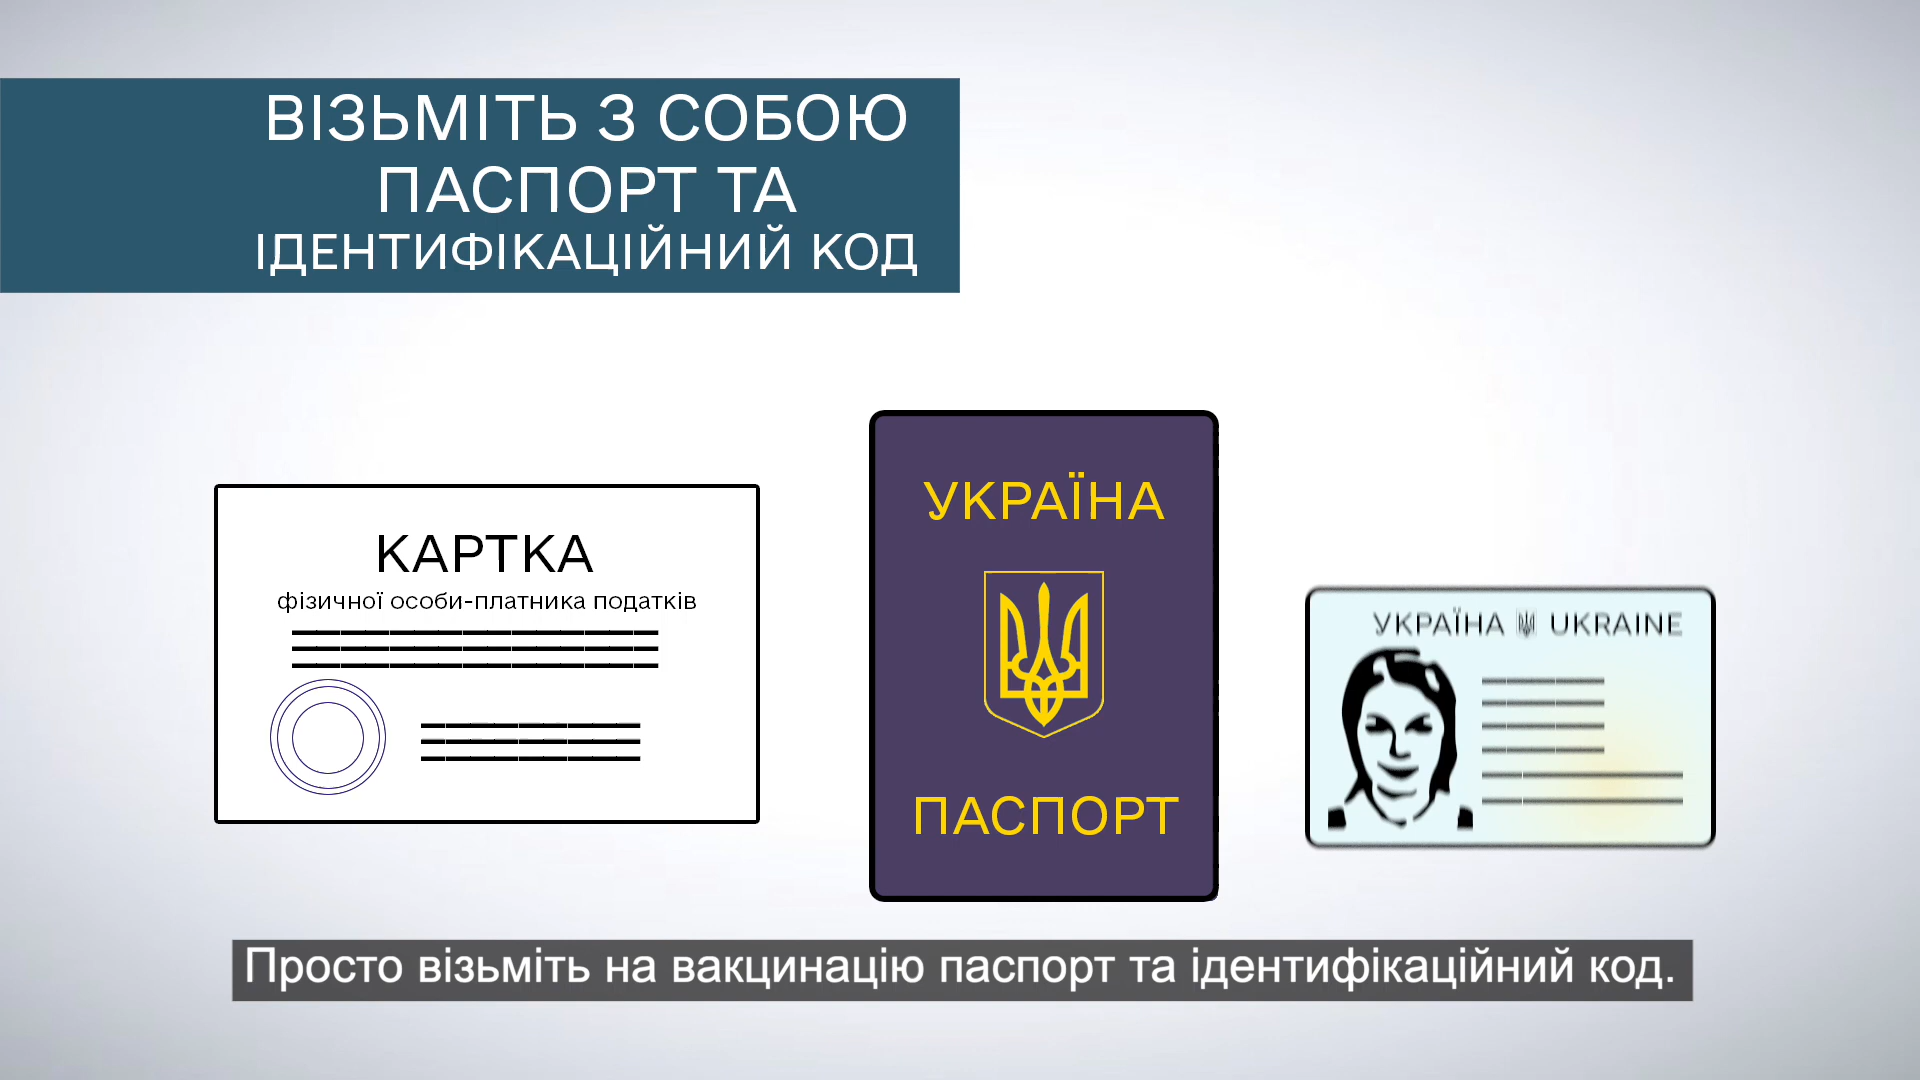 ВІЗЬМІТЬ З СОБОЮ
ПАСПОРТ ТА
ІДЕНТИФІКАЦІЙНИЙ КОД
КАРТКА
фізичної особи-платника податків
УКРАЇНА
ПАСПОРТ
УКРАЇНА UKRAINE
Просто візьміть на вакцинацію паспорт та ідентифікаційний код.